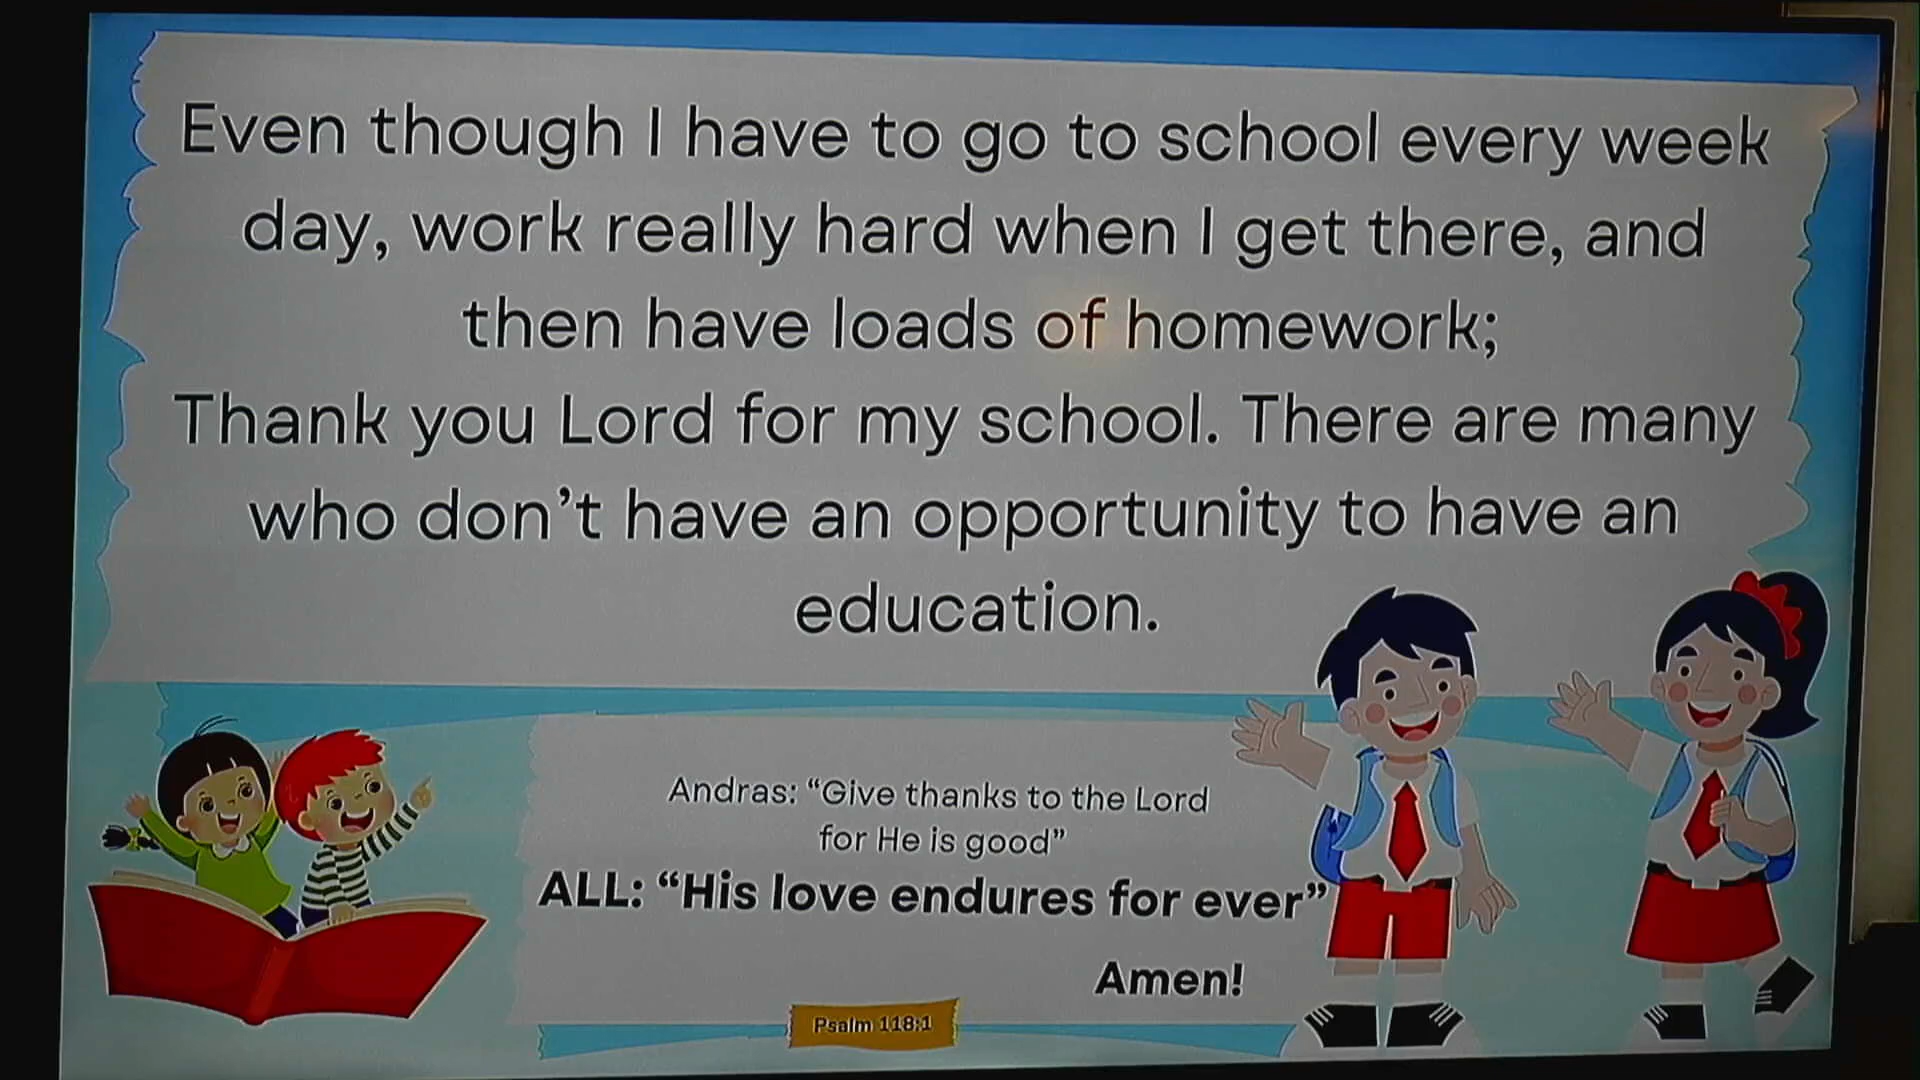 Even though I have to go to school every week
day, work really hard when I get there, and
then have loads of homework;
Thank you Lord for my school. There are many
who don’t have an opportunity to have an
education.
Andras: “Give thanks to the Lord
for He is good”
ALL: “His love endures for ever”
Amen!
Psalm 118:1